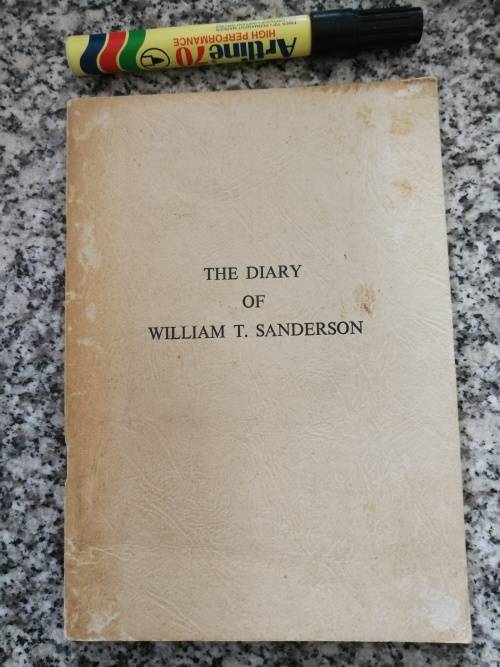 Artline 70
HIGH PERFORMANCE
THE DIARY
OF
WILLIAM T. SANDERSON